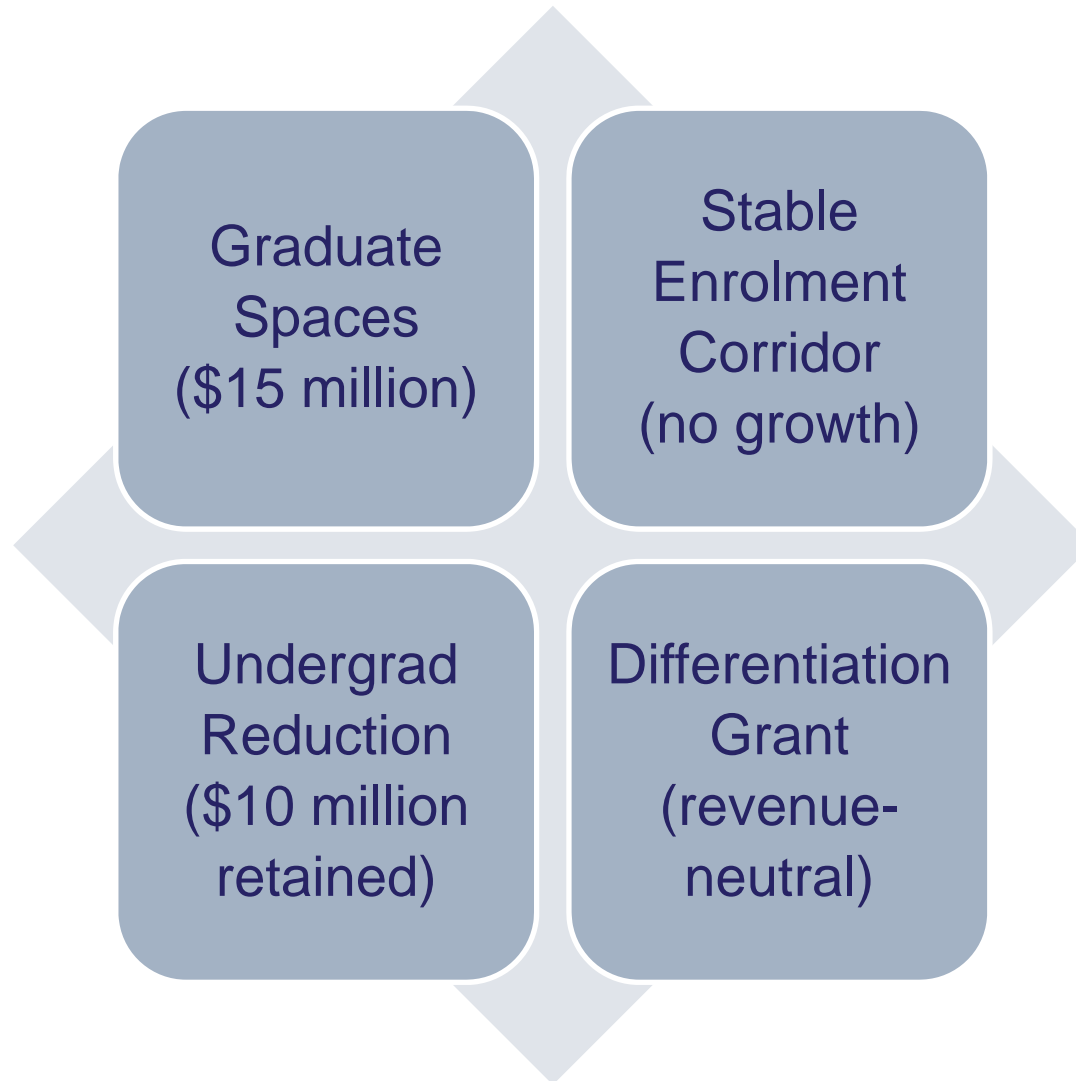 Graduate
Spaces
($15 million)
Stable
Enrolment
Corridor
(no growth)
Undergrad
Reduction
($10 million
retained)
Differentiation
Grant
(revenue-
neutral)